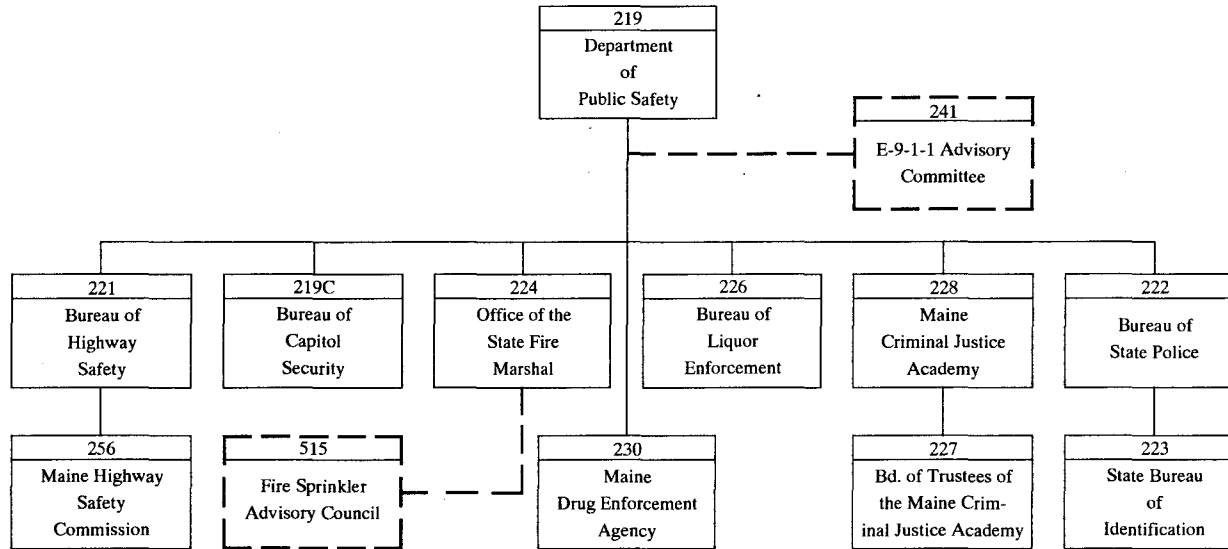 219
Department
of
Public Safety
241
E-9-1-1 Advisory
Committee
221
Bureau of
Highway
Safety
219C
Bureau of
Capitol
Security
224
Office of the
State Fire
Marshal
226
Bureau of
Liquor
Enforcement
228
Maine
Criminal Justice
Academy
222
Bureau of
State Police
256
Maine Highway
Safety
Commission
515
Fire Sprinkler
Advisory Council
230
Maine
Drug Enforcement
Agency
227
Bd. of Trustees of
the Maine Crim-
inal Justice Academy
223
State Bureau
of
Identification